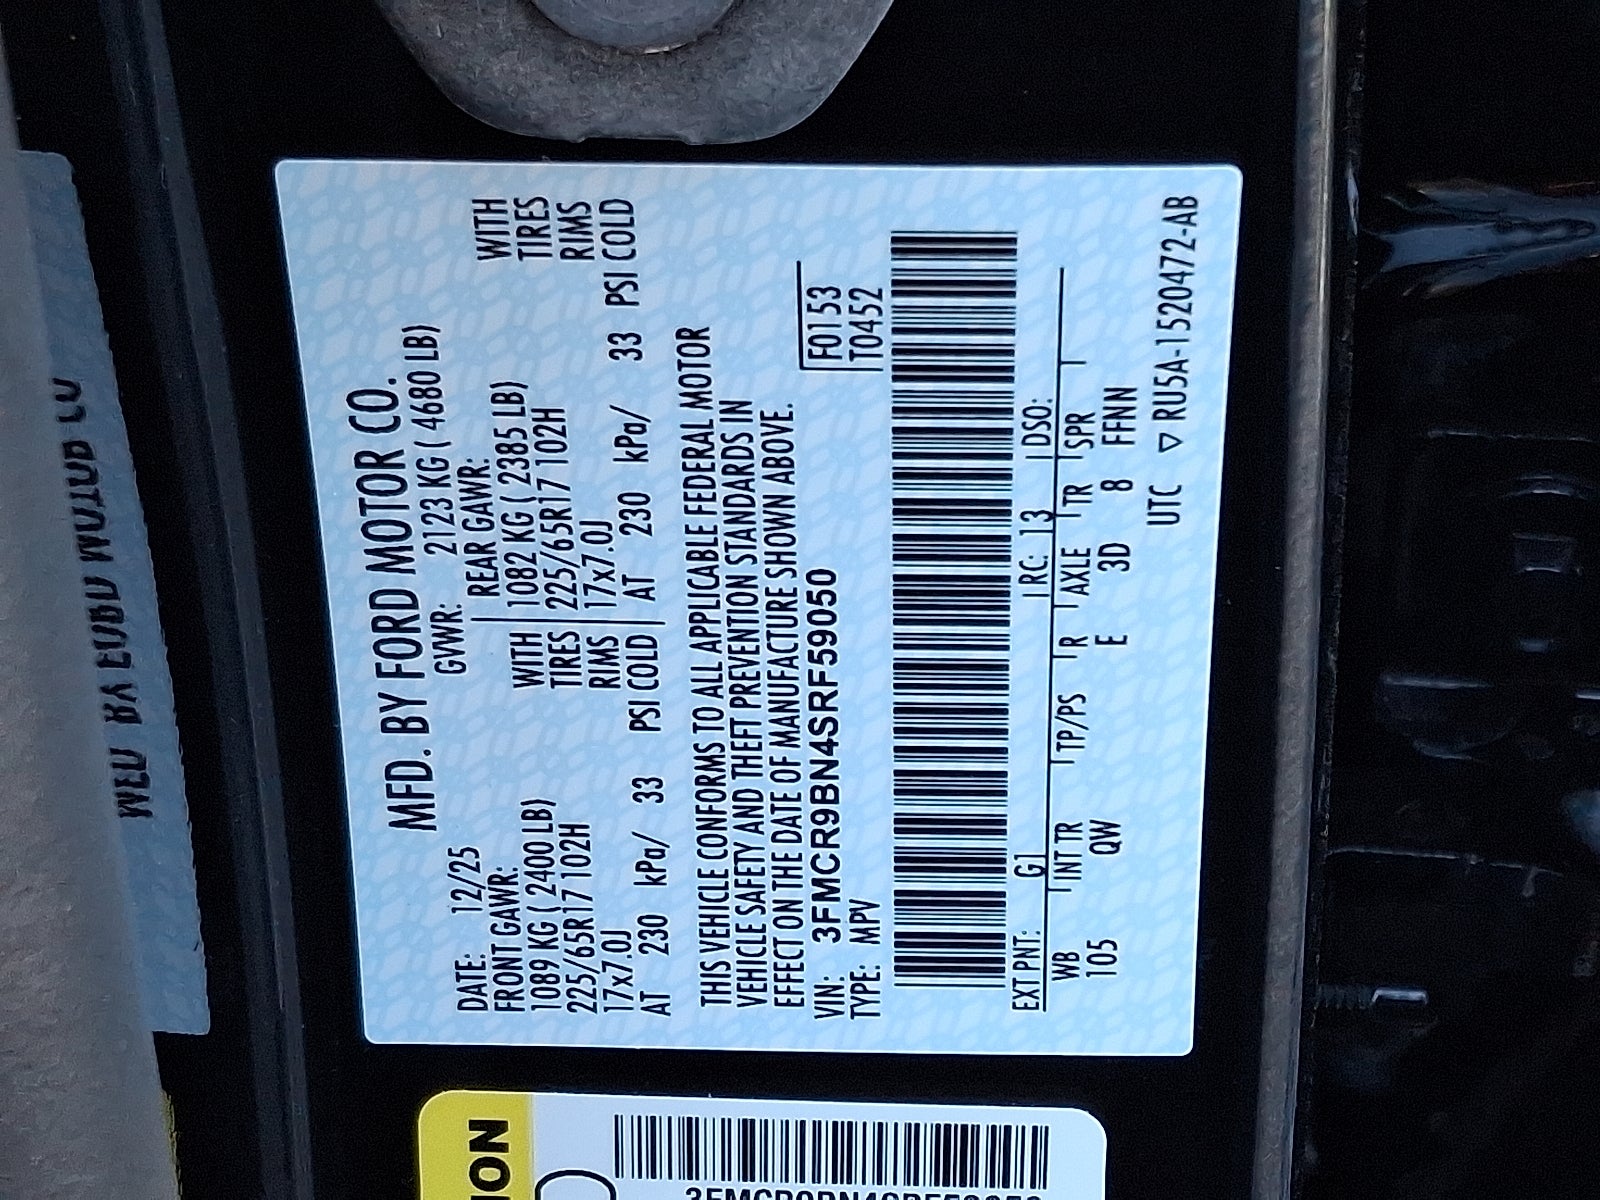 MFD. BY FORD MOTOR CO.
DATE: 12/25 GVWR: 2123 KG ( 4680 LB)
FRONT GAWR: REAR GAWR:
1089 KG ( 2400 LB) WITH 1082 KG ( 2385 LB) WITH
225/65R17 102H TIRES 225/65R17 102H TIRES
17x7.0J RIMS 17x7.0J RIMS
AT 230 kPa/ 33 PSI COLD AT 230 kPa/ 33 PSI COLD
THIS VEHICLE CONFORMS TO ALL APPLICABLE FEDERAL MOTOR
VEHICLE SAFETY AND THEFT PREVENTION STANDARDS IN
EFFECT ON THE DATE OF MANUFACTURE SHOWN ABOVE.
VIN: 3FMCR9BN4SRF59050 F0153
TYPE: MPV T0452
EXT PNT: G1 RC: 13 DSO:
WB INT TR TP/PS R AXLE TR SPR
105 QW E 3D 8 FFNN
UTC ▽ RU5A-1520472-AB